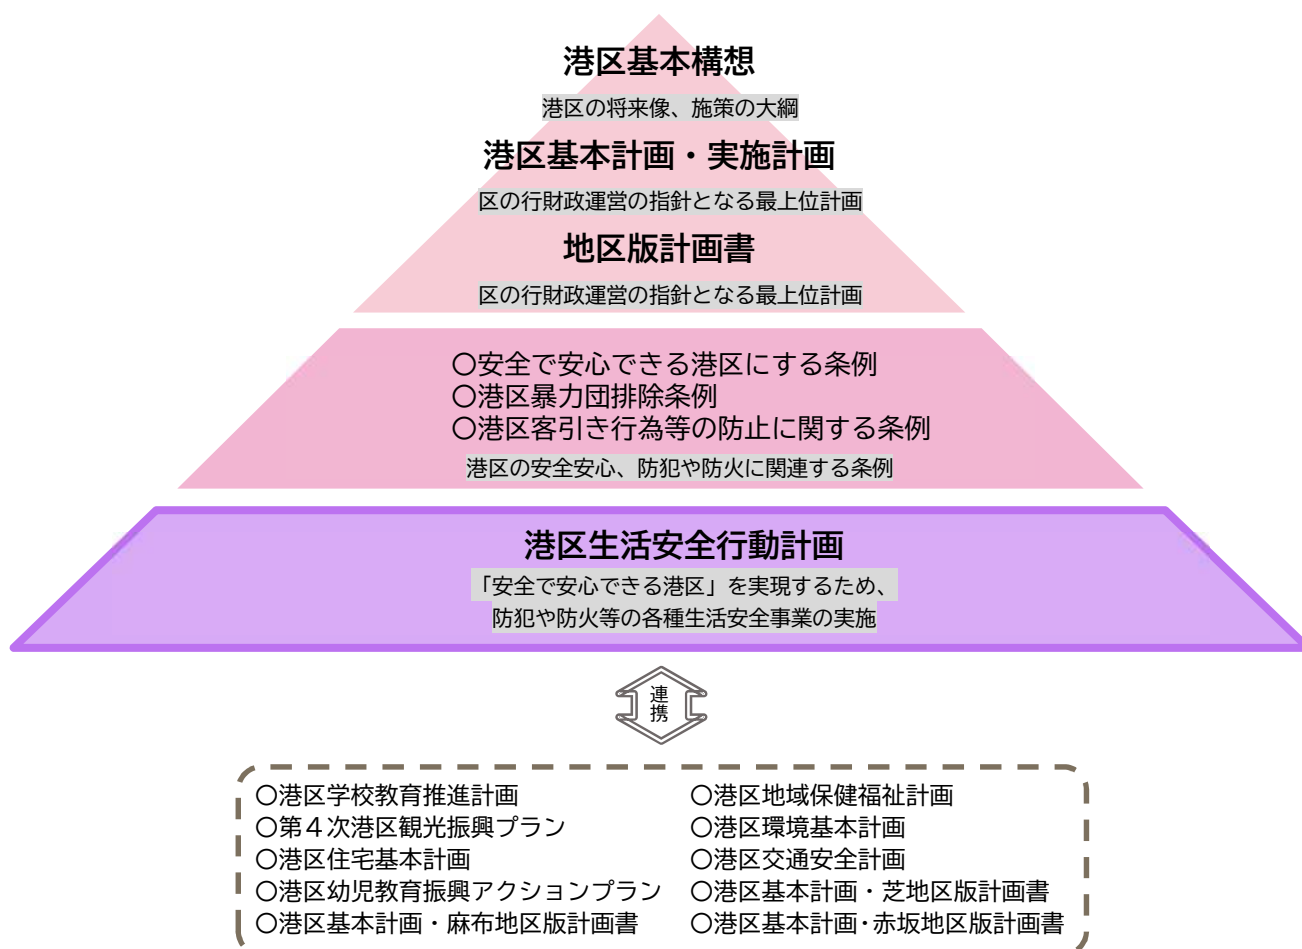 港区基本構想
港区の将来像、施策の大綱
港区基本計画・実施計画
区の行財政運営の指針となる最上位計画
地区版計画書
区の行財政運営の指針となる最上位計画
〇安全で安心できる港区にする条例
〇港区暴力団排除条例
〇港区客引き行為等の防止に関する条例
港区の安全安心、防犯や防火に関連する条例
港区生活安全行動計画
「安全で安心できる港区」を実現するため、
防犯や防火等の各種生活安全事業の実施
連携
〇港区学校教育推進計画
〇第４次港区観光振興プラン
〇港区住宅基本計画
〇港区幼児教育振興アクションプラン
〇港区基本計画・麻布地区版計画書
〇港区地域保健福祉計画
〇港区環境基本計画
〇港区交通安全計画
〇港区基本計画・芝地区版計画書
〇港区基本計画・赤坂地区版計画書